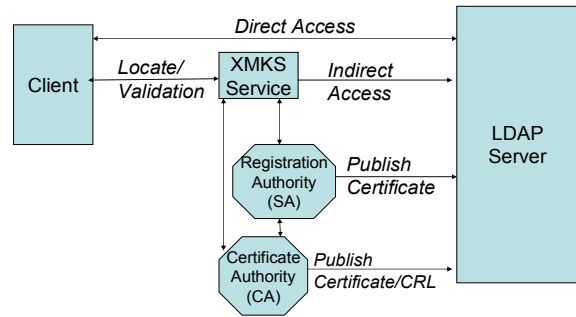 Direct Access
Client
Locate/
Validation
XMKS
Service
Indirect
Access
LDAP
Server
Registration
Authority
(SA)
Publish
Certificate
Certificate
Authority
(CA)
Publish
Certificate/CRL